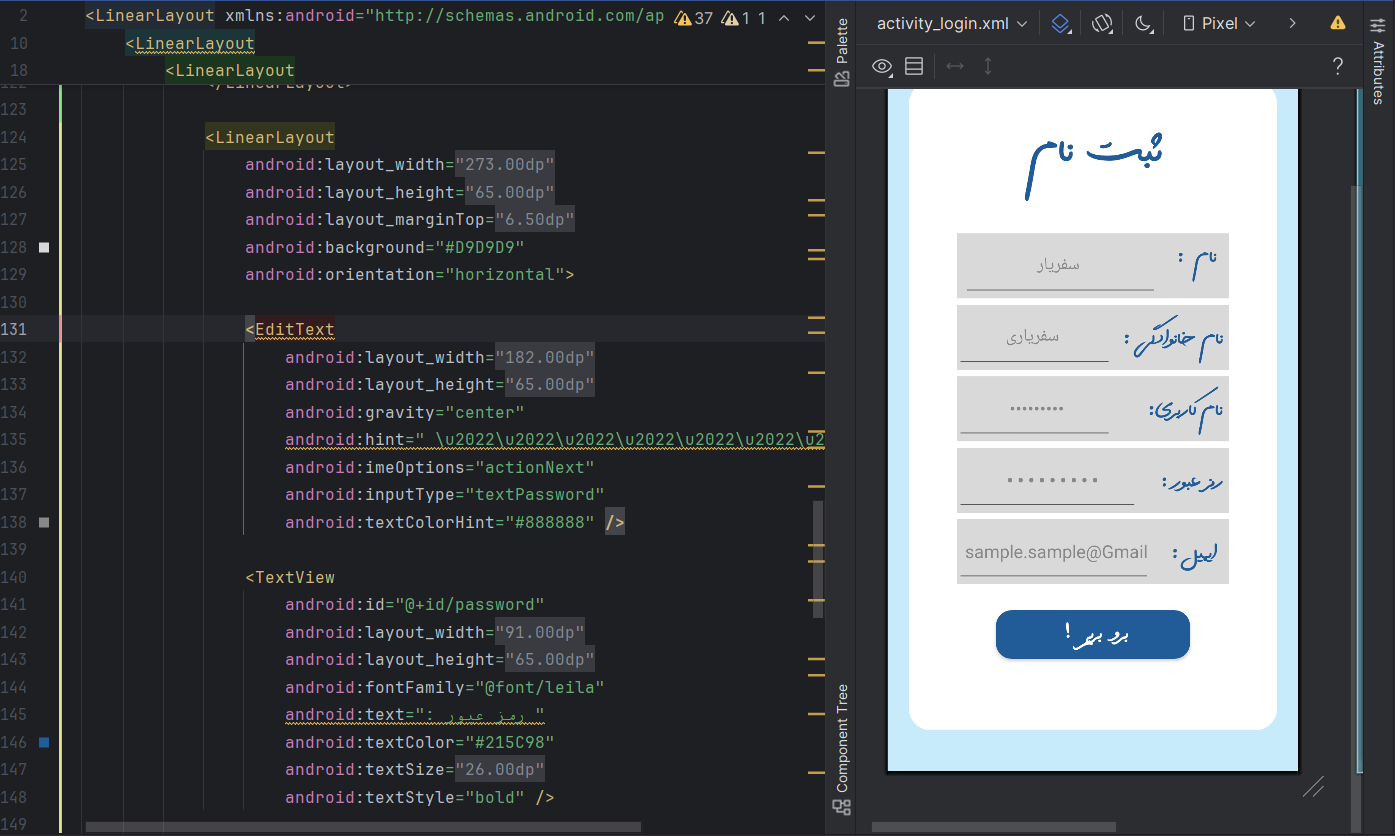 2 <LinearLayout xmlns:android="http://schemas.android.com/ap 37 1 1
10 <LinearLayout
18 <LinearLayout
122 </LinearLayout>
123
124 <LinearLayout
125 android:layout_width="273.00dp"
126 android:layout_height="65.00dp"
127 android:layout_marginTop="6.50dp"
128 android:background="#D9D9D9"
129 android:orientation="horizontal">
130
131 <EditText
132 android:layout_width="182.00dp"
133 android:layout_height="65.00dp"
134 android:gravity="center"
135 android:hint=" \u2022\u2022\u2022\u2022\u2022\u2022\u2
136 android:imeOptions="actionNext"
137 android:inputType="textPassword"
138 android:textColorHint="#888888" />
139
140 <TextView
141 android:id="@+id/password"
142 android:layout_width="91.00dp"
143 android:layout_height="65.00dp"
144 android:fontFamily="@font/leila"
145 android:text=": رمز عبور "
146 android:textColor="#215C98"
147 android:textSize="26.00dp"
148 android:textStyle="bold" />
149
Palette
Component Tree
activity_login.xml Pixel
?
Attributes
ثبت نام
نام :
سفریار
نام خانوادگی :
سفریاری
نام کاربری:
•••••••••
رمز عبور :
•••••••••
ایمیل :
sample.sample@Gmail
برو بریم !